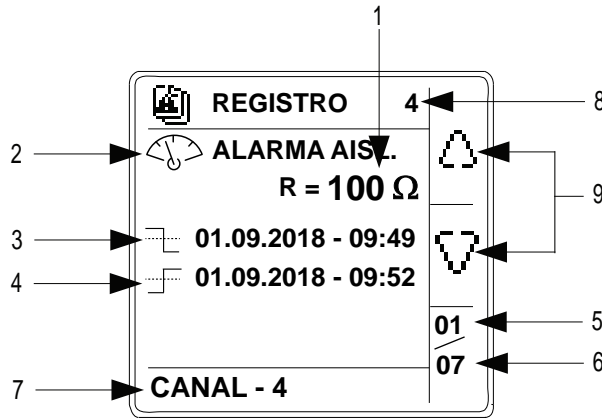 1
REGISTRO 4
8
2
ALARMA AISL.
R = 100 Ω
9
3
01.09.2018 - 09:49
4
01.09.2018 - 09:52
01
5
07
6
7
CANAL - 4